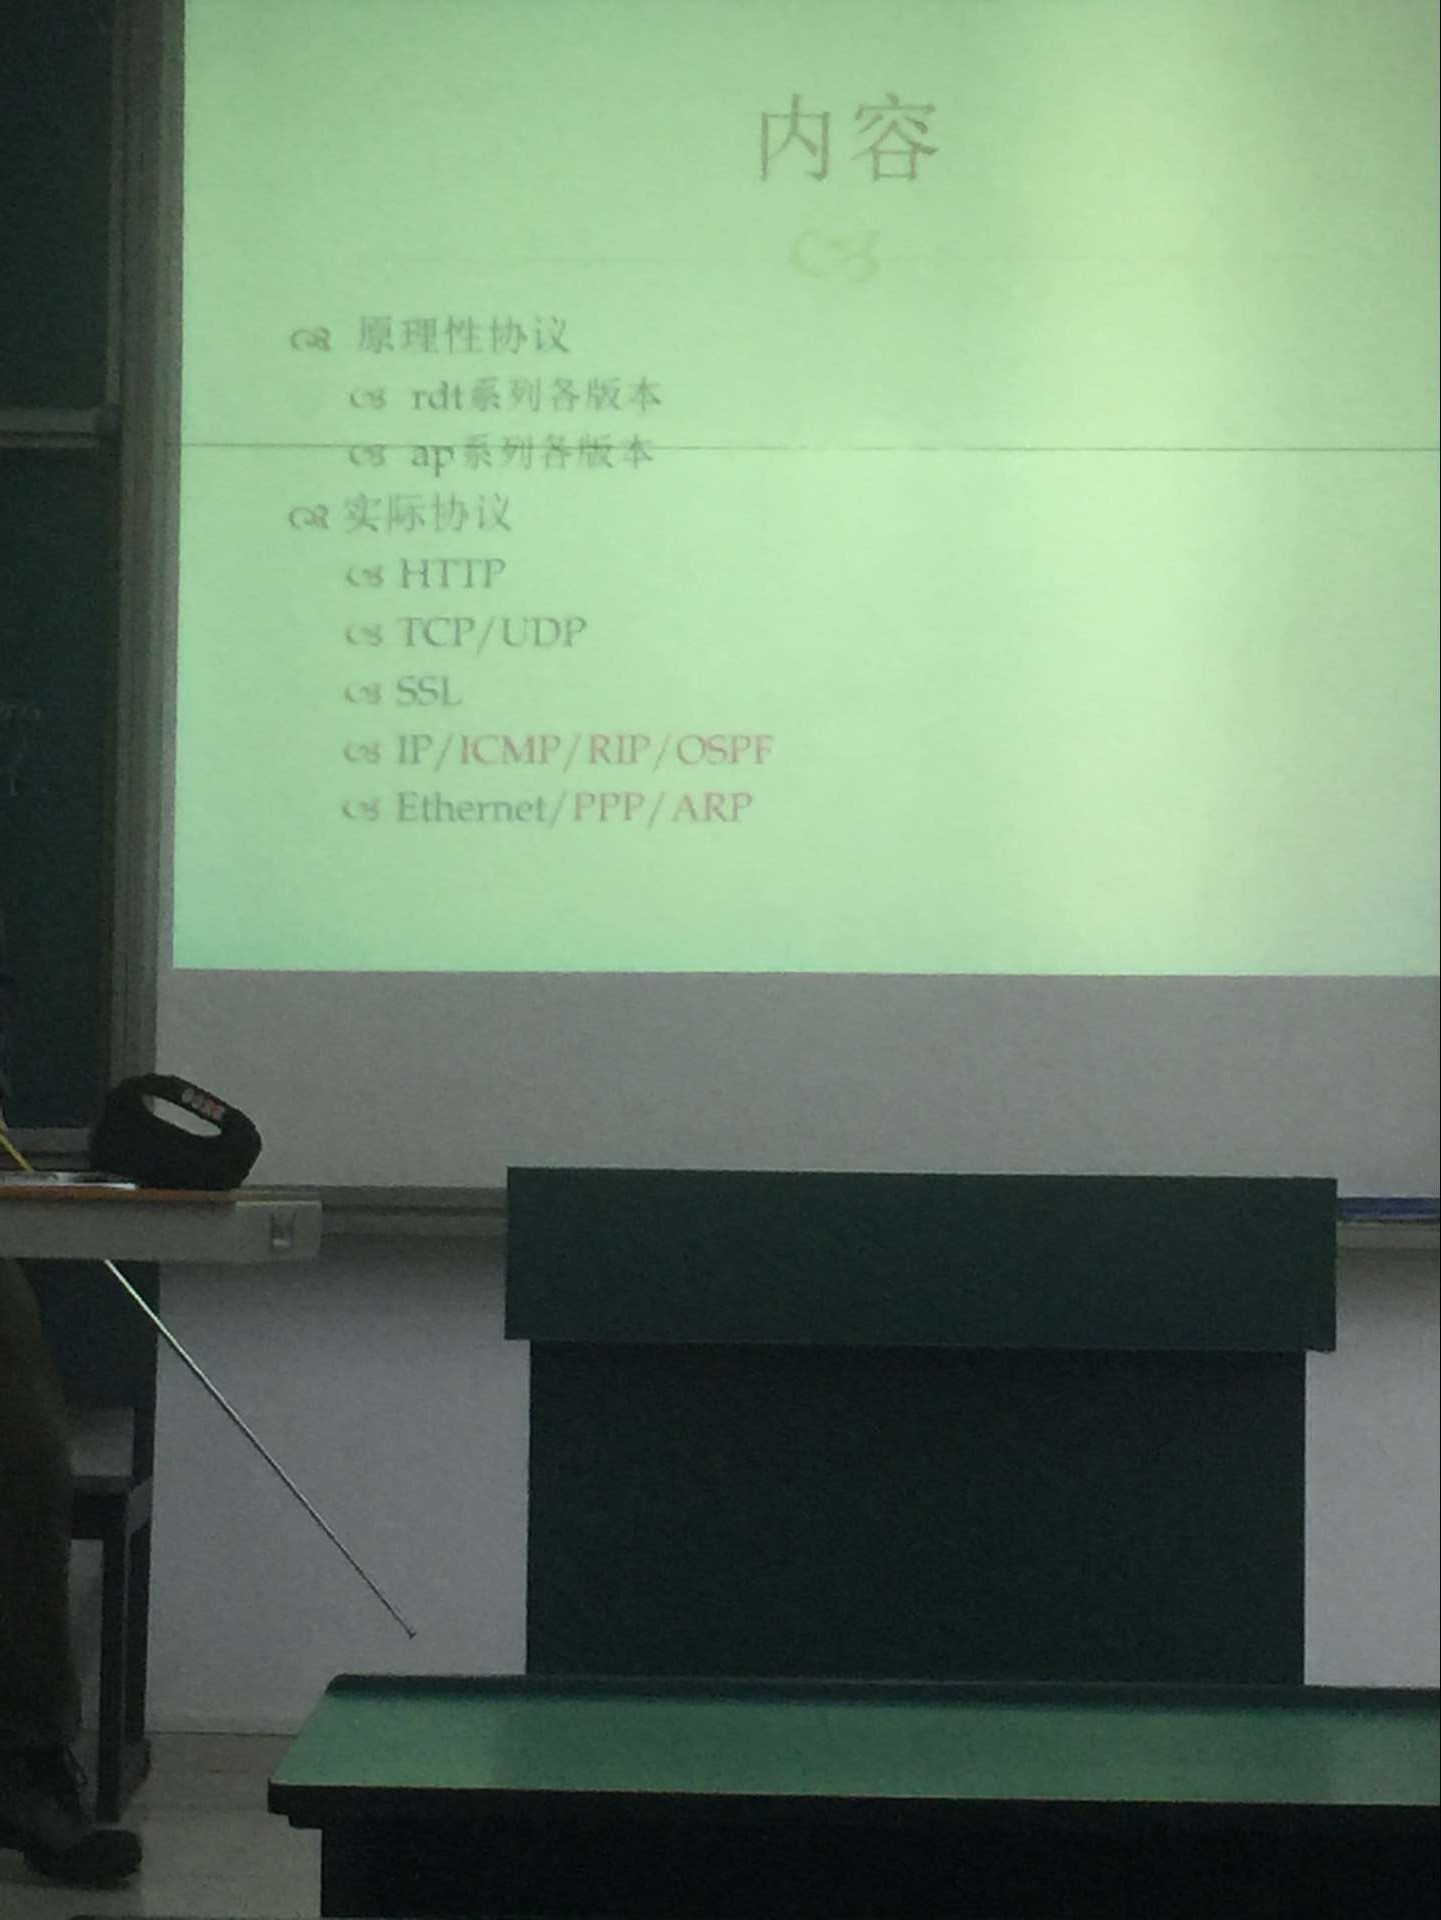 内容
原理性协议
rdt系列各版本
ap系列各版本
实际协议
HTTP
TCP/UDP
SSL
IP/ICMP/RIP/OSPF
Ethernet/PPP/ARP